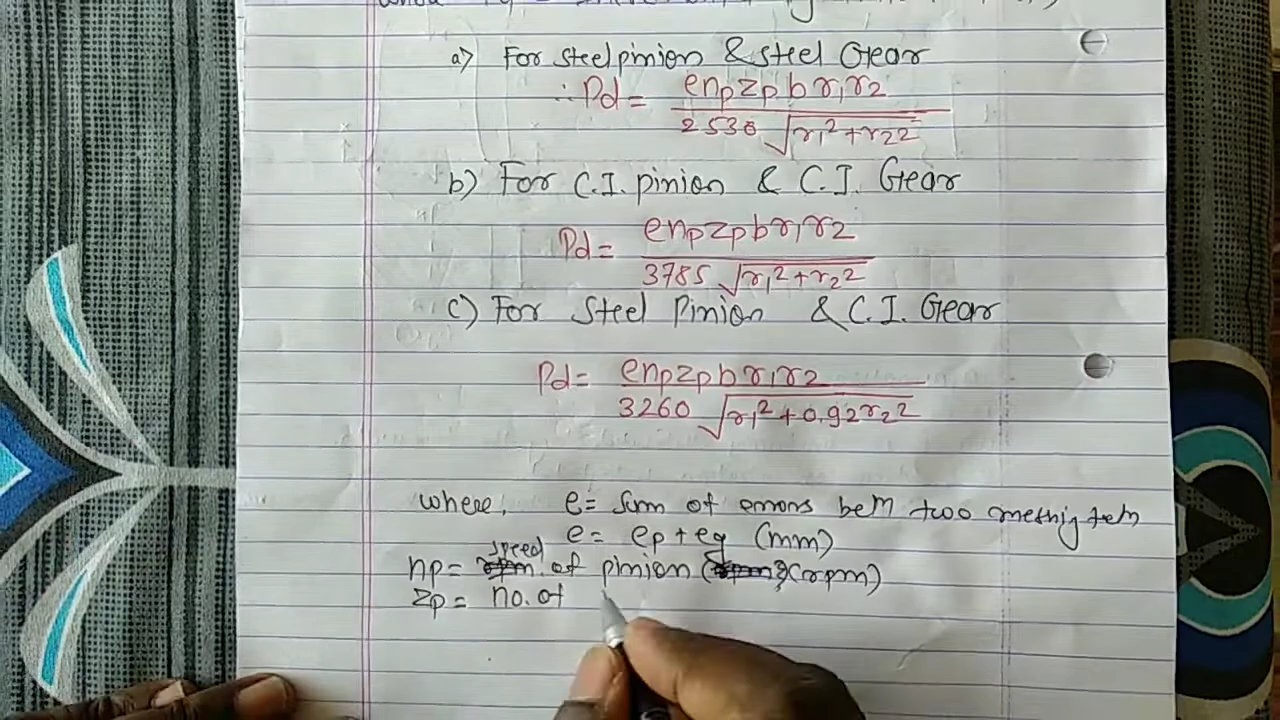 a) For steel pinion & steel Gear
∴ Pd = enpzpbr1r2 / 2530 √r1²+r2²
b) For C.I. pinion & C.I. Gear
Pd = enpzpbr1r2 / 3785 √r1²+r2²
c) For Steel Pinion & C.I. Gear
Pd = enpzpbr1r2 / 3260 √r1²+0.92r2²
where, e = sum of errors betn two meshing
e = ep+eg (mm)
np = speed of pinion (rpm)
zp = no. of